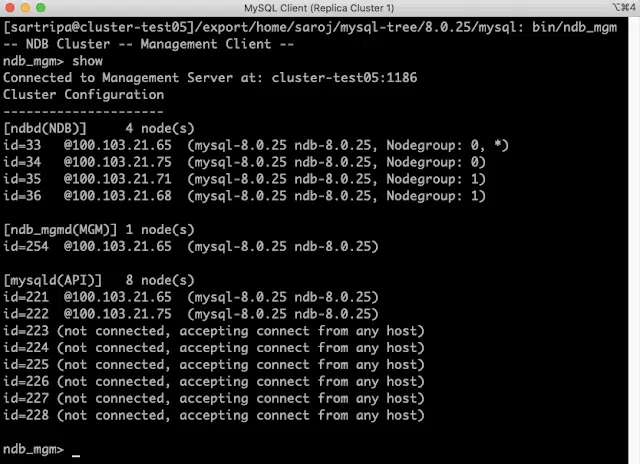 MySQL Client (Replica Cluster 1)
⌥⌘4
[sartripa@cluster-test05]/export/home/saroj/mysql-tree/8.0.25/mysql: bin/ndb_mgm
-- NDB Cluster -- Management Client --
ndb_mgm> show
Connected to Management Server at: cluster-test05:1186
Cluster Configuration
---------------------
[ndbd(NDB)]     4 node(s)
id=33   @100.103.21.65  (mysql-8.0.25 ndb-8.0.25, Nodegroup: 0, *)
id=34   @100.103.21.75  (mysql-8.0.25 ndb-8.0.25, Nodegroup: 0)
id=35   @100.103.21.71  (mysql-8.0.25 ndb-8.0.25, Nodegroup: 1)
id=36   @100.103.21.68  (mysql-8.0.25 ndb-8.0.25, Nodegroup: 1)
[ndb_mgmd(MGM)] 1 node(s)
id=254  @100.103.21.65  (mysql-8.0.25 ndb-8.0.25)
[mysqld(API)]   8 node(s)
id=221  @100.103.21.65  (mysql-8.0.25 ndb-8.0.25)
id=222  @100.103.21.75  (mysql-8.0.25 ndb-8.0.25)
id=223 (not connected, accepting connect from any host)
id=224 (not connected, accepting connect from any host)
id=225 (not connected, accepting connect from any host)
id=226 (not connected, accepting connect from any host)
id=227 (not connected, accepting connect from any host)
id=228 (not connected, accepting connect from any host)
ndb_mgm> _